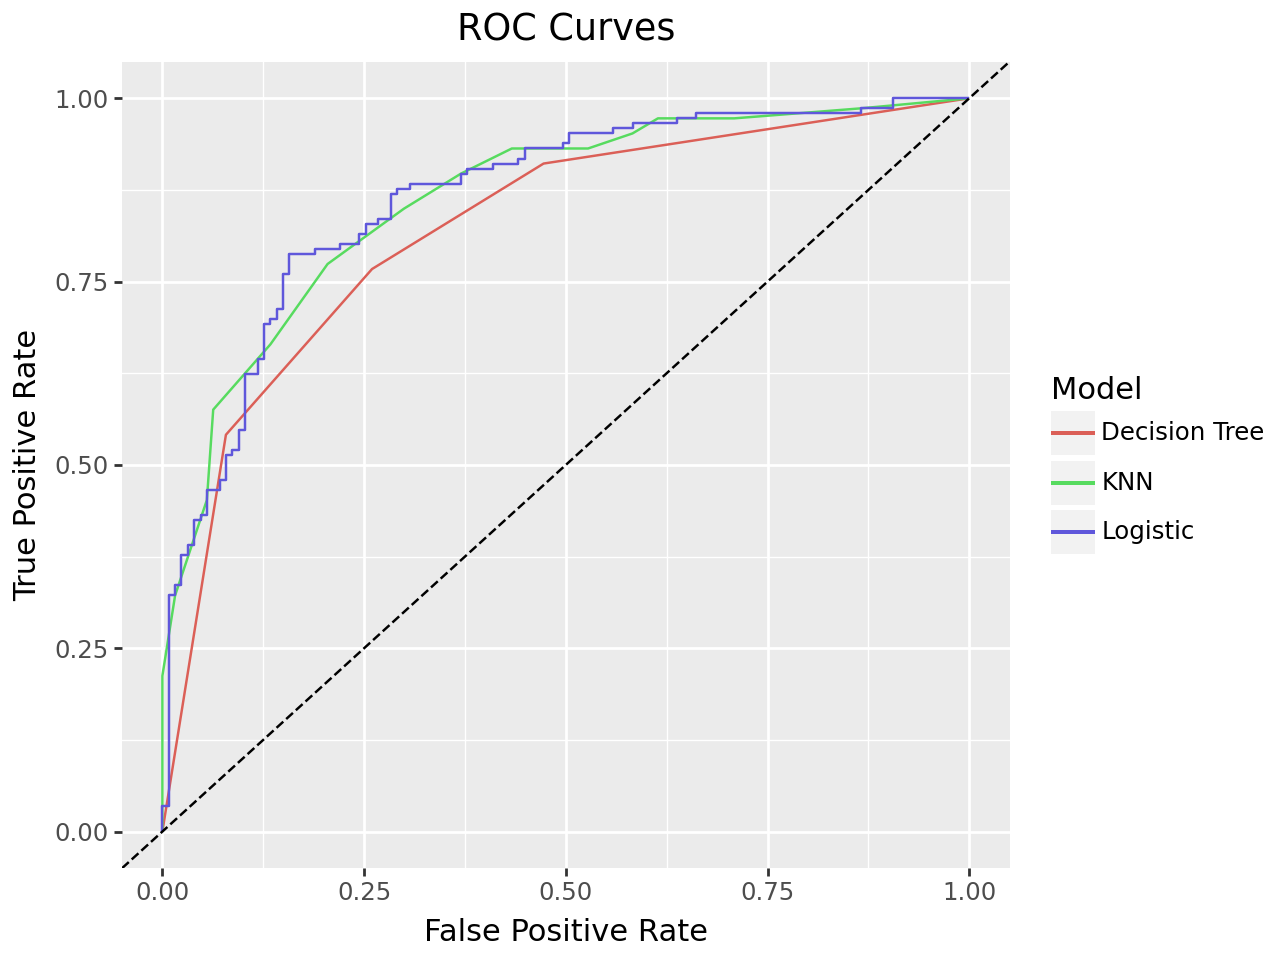 ROC Curves
True Positive Rate
1.00
0.75
0.50
0.25
0.00
0.00 0.25 0.50 0.75 1.00
False Positive Rate
Model
Decision Tree
KNN
Logistic